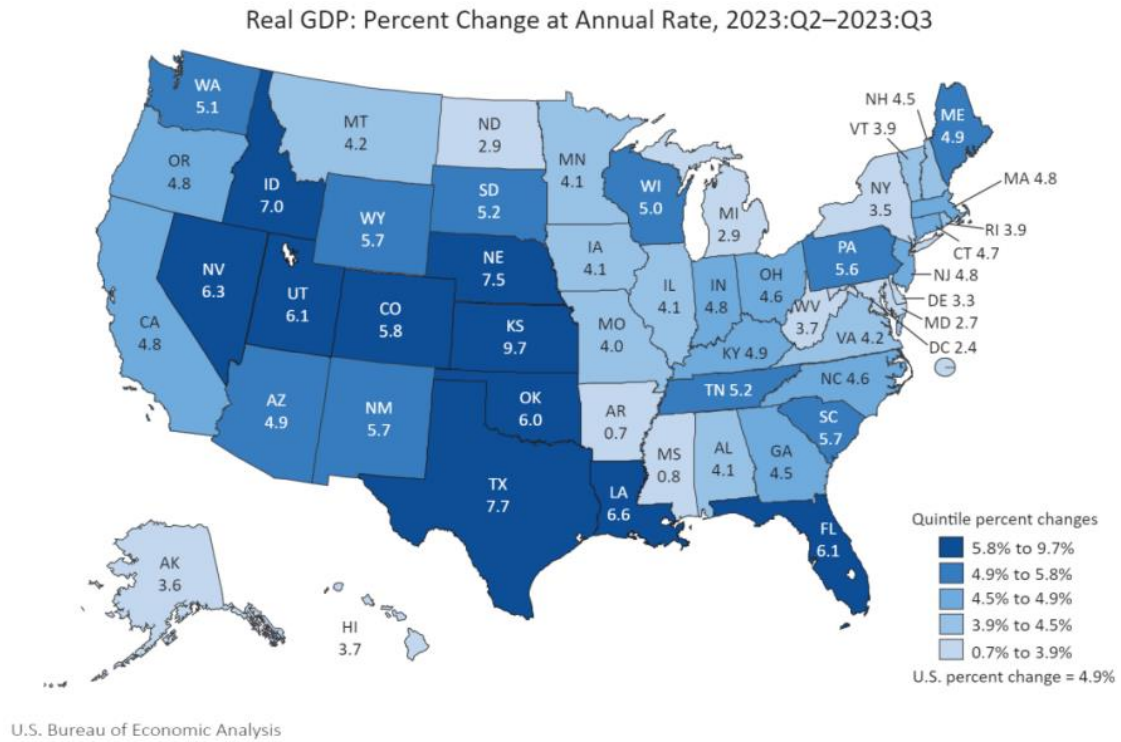 Real GDP: Percent Change at Annual Rate, 2023:Q2–2023:Q3
WA
5.1
OR
4.8
CA
4.8
ID
7.0
NV
6.3
UT
6.1
AZ
4.9
MT
4.2
WY
5.7
CO
5.8
NM
5.7
ND
2.9
SD
5.2
NE
7.5
KS
9.7
OK
6.0
TX
7.7
MN
4.1
IA
4.1
MO
4.0
AR
0.7
LA
6.6
WI
5.0
IL
4.1
MI
2.9
IN
4.8
OH
4.6
KY 4.9
TN 5.2
MS
0.8
AL
4.1
GA
4.5
FL
6.1
SC
5.7
NC 4.6
VA 4.2
WV
3.7
PA
5.6
NY
3.5
VT 3.9
NH 4.5
ME
4.9
MA 4.8
RI 3.9
CT 4.7
NJ 4.8
DE 3.3
MD 2.7
DC 2.4
AK
3.6
HI
3.7
Quintile percent changes
5.8% to 9.7%
4.9% to 5.8%
4.5% to 4.9%
3.9% to 4.5%
0.7% to 3.9%
U.S. percent change = 4.9%
U.S. Bureau of Economic Analysis